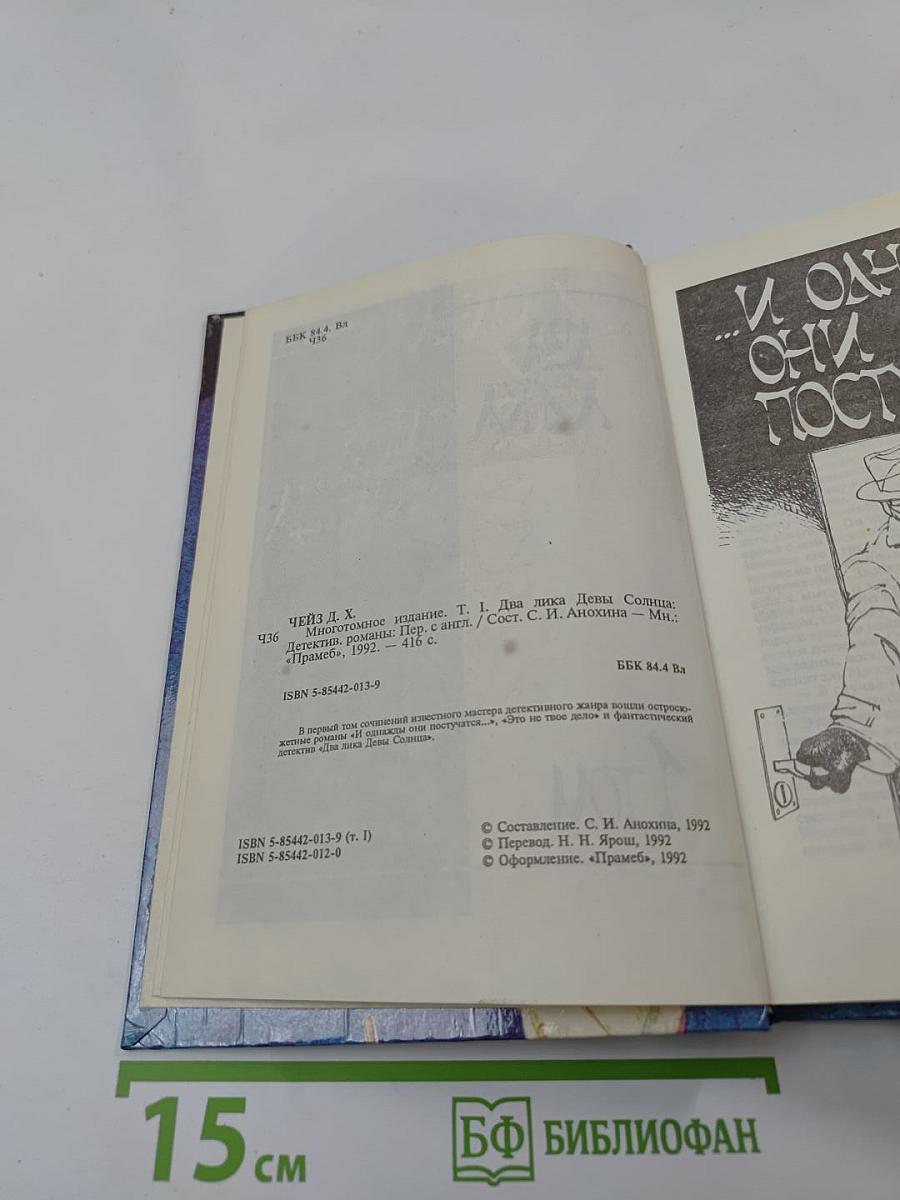 ББК 84.4. Вл
Ч36
ЧЕЙЗ Д. Х.
Ч36 Многотомное издание. Т. I. Два лика Девы Солнца:
Детектив. романы: Пер. с англ. / Сост. С. И. Анохина — Мн.:
«Прамеб», 1992. — 416 с.
ББК 84.4 Вл
ISBN 5-85442-013-9
В первый том сочинений известного мастера детективного жанра вошли остросю-
жетные романы «И однажды они постучатся...», «Это не твое дело» и фантастический
детектив «Два лика Девы Солнца».
ISBN 5-85442-013-9 (т. I)
ISBN 5-85442-012-0
© Составление. С. И. Анохина, 1992
© Перевод. Н. Н. Ярош, 1992
© Оформление. «Прамеб», 1992
...И
ОНИ
15 см
БФ БИБЛИОФАН